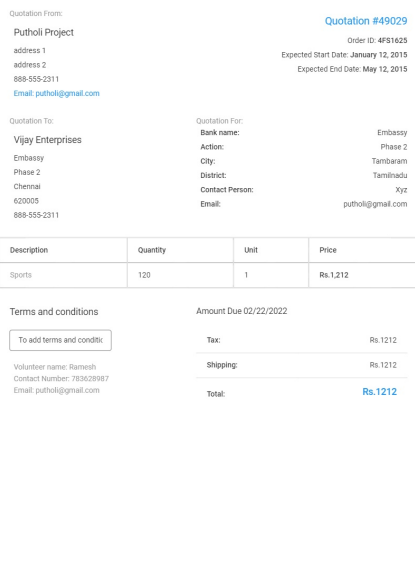 Quotation From:
Quotation #49029
Putholi Project
Order ID: 4FS1625
address 1
Expected Start Date: January 12, 2015
address 2
Expected End Date: May 12, 2015
888-555-2311
Email: putholi@gmail.com
Quotation To:
Quotation For:
Vijay Enterprises
Bank name: Embassy
Action: Phase 2
Embassy
City: Tambaram
Phase 2
District: Tamilnadu
Chennai
Contact Person: Xyz
620005
Email: putholi@gmail.com
888-555-2311
Description Quantity Unit Price
Sports 120 1 Rs.1,212
Terms and conditions
Amount Due 02/22/2022
To add terms and conditic
Tax: Rs.1212
Volunteer name: Ramesh
Shipping: Rs.1212
Contact Number: 783628987
Email: putholi@gmail.com
Total: Rs.1212